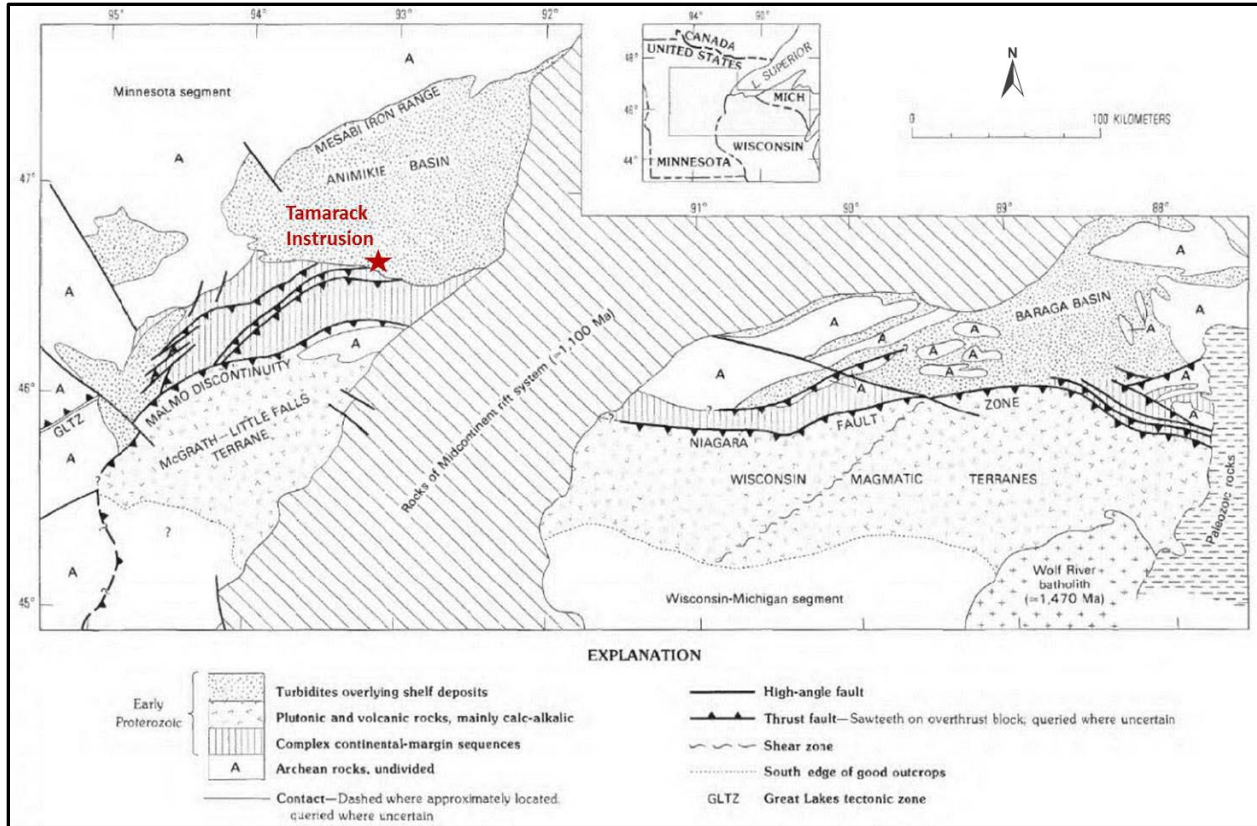 95°
94°
93°
92°
94°
90°
CANADA
UNITED STATES
48°
L. SUPERIOR
MICH
46°
WISCONSIN
44°
MINNESOTA
N
0
100 KILOMETERS
A
Minnesota segment
MESABI IRON RANGE
A
ANIMIKIE BASIN
47°
Tamarack
Instrusion
91°
90°
89°
88°
A
A
A
BARAGA BASIN
A
A
A
A
A
A
A
A
A
A
A
?
?
46°
A
A
GLTZ
MALMO DISCONTINUITY
McGRATH—LITTLE FALLS
TERRANE
A
?
?
?
?
A
45°
Rocks of Midcontinent rift system (≈1,100 Ma)
NIAGARA
FAULT
ZONE
WISCONSIN
MAGMATIC
TERRANES
Paleozoic rocks
Wolf River
batholith
(≈1,470 Ma)
Wisconsin-Michigan segment
EXPLANATION
Early
Proterozoic
Turbidites overlying shelf deposits
Plutonic and volcanic rocks, mainly calc-alkalic
Complex continental-margin sequences
A
Archean rocks, undivided
Contact—Dashed where approximately located,
queried where uncertain
High-angle fault
Thrust fault—Sawteeth on overthrust block; queried where uncertain
Shear zone
South edge of good outcrops
GLTZ
Great Lakes tectonic zone